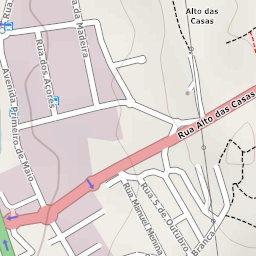 Alto das
Casas
Rua
a da Madeira
Rua dos Açores
Avenida Primeiro de Maio
Rua Alto das Casas
Rua 5 de Outubro
Rua Manuel Menina
Branca